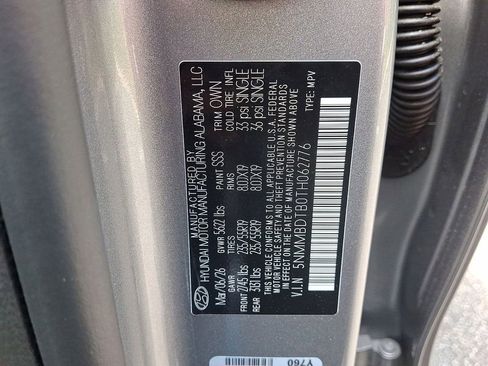 MANUFACTURED BY
HYUNDAI MOTOR MANUFACTURING ALABAMA, LLC
Mar/06/26 GVWR 5622 lbs PAINT SSS TRIM OWN
GAWR TIRES RIMS COLD TIRE INFL
FRONT 2745 lbs 235/55R19 8.0JX19 33 psi SINGLE
REAR 3131 lbs 235/55R19 8.0JX19 36 psi SINGLE
THIS VEHICLE CONFORMS TO ALL APPLICABLE U.S.A. FEDERAL
MOTOR VEHICLE SAFETY, BUMPER AND THEFT PREVENTION STANDARDS
IN EFFECT ON THE DATE OF MANUFACTURE SHOWN ABOVE
V.I.N 5NMMBDTB0TH062776 TYPE: MPV
Y760